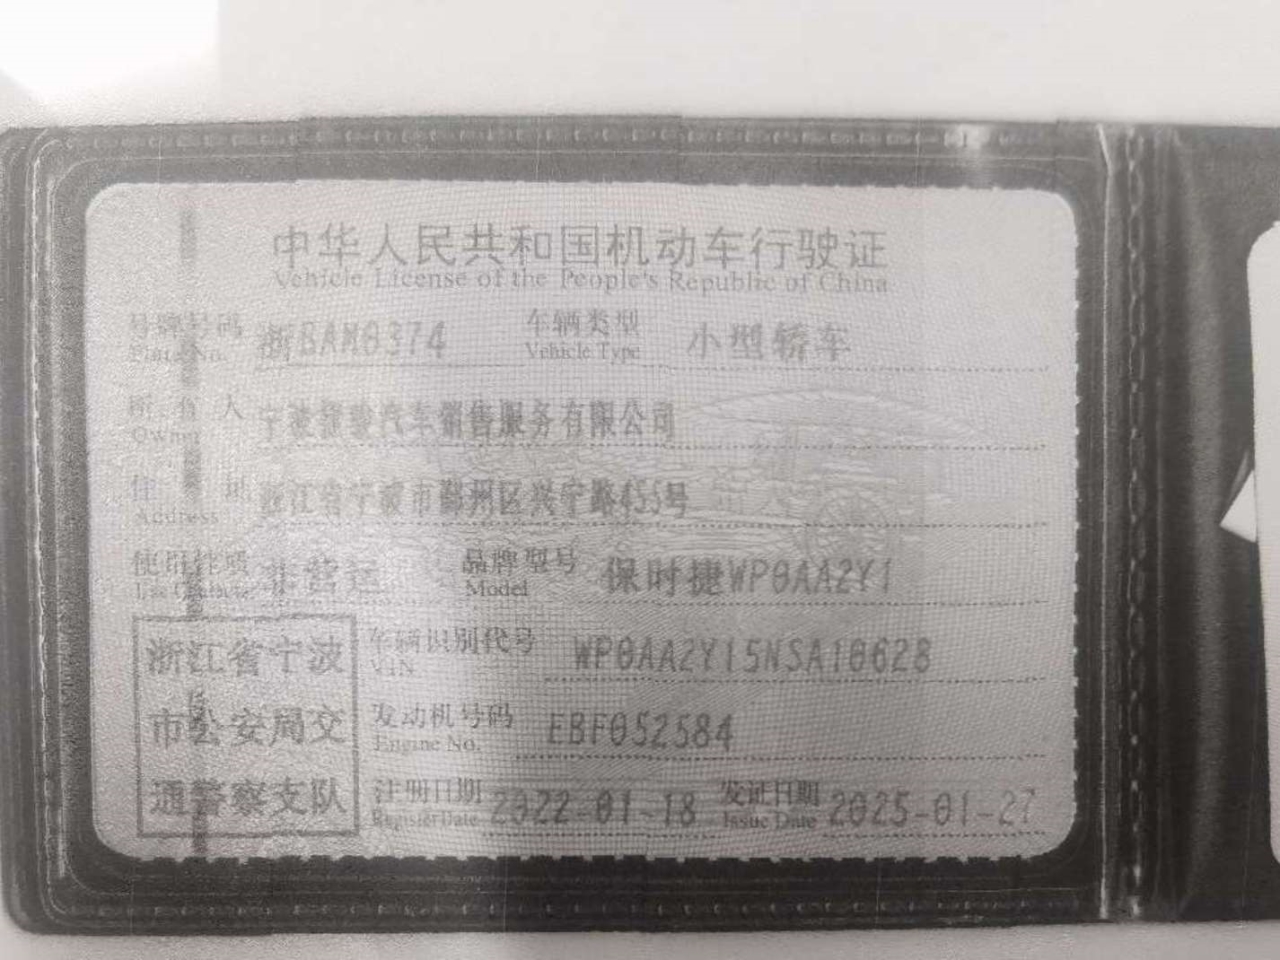 中华人民共和国机动车行驶证
Vehicle License of the People's Republic of China
号牌号码 浙BAM0374 车辆类型 小型轿车
Plate No. Vehicle Type
所有人 宁波捷骏汽车销售服务有限公司
Owner
住址 浙江省宁波市鄞州区兴宁路455号
Address
使用性质 非营运 品牌型号 保时捷WP0AA2Y1
Use Character Model
车辆识别代号 WP0AA2Y15NSA10628
VIN
发动机号码 EBF052584
Engine No.
注册日期 2022-01-18 发证日期 2025-01-27
Register Date Issue Date
浙江省宁波
市公安局交
通警察支队